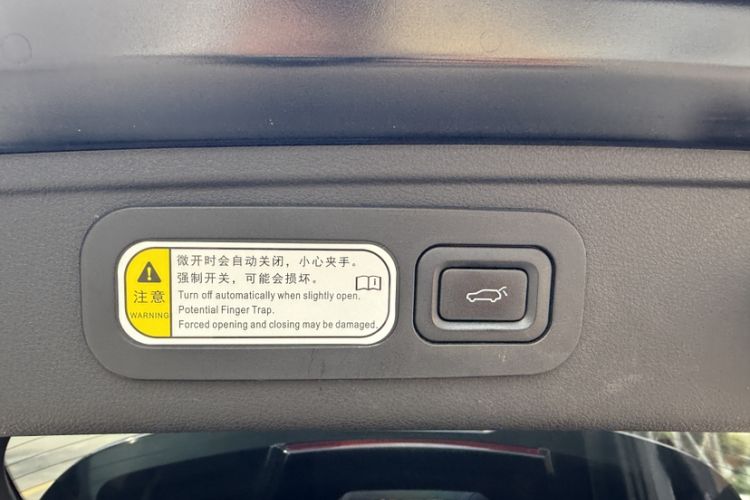 微开时会自动关闭，小心夹手。
强制开关，可能会损坏。
注意
WARNING
Turn off automatically when slightly open.
Potential Finger Trap.
Forced opening and closing may be damaged.